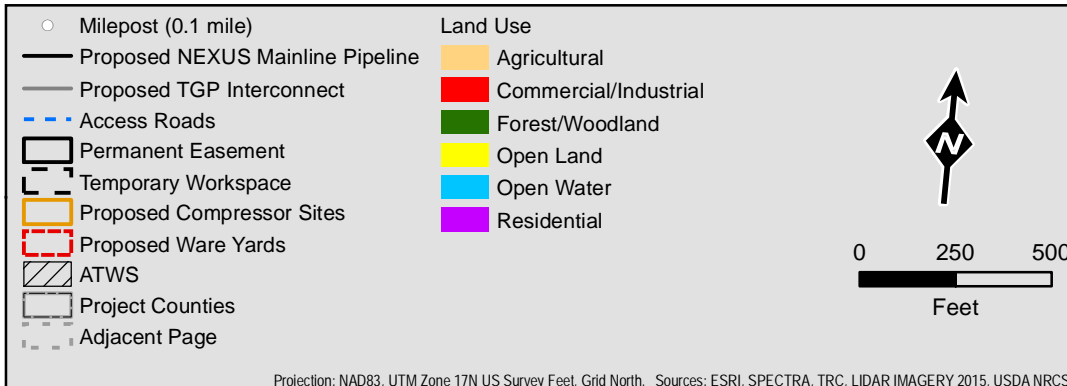 Milepost (0.1 mile)
Proposed NEXUS Mainline Pipeline
Proposed TGP Interconnect
Access Roads
Permanent Easement
Temporary Workspace
Proposed Compressor Sites
Proposed Ware Yards
ATWS
Project Counties
Adjacent Page
Land Use
Agricultural
Commercial/Industrial
Forest/Woodland
Open Land
Open Water
Residential
N
0 250 500
Feet
Projection: NAD83, UTM Zone 17N US Survey Feet, Grid North, Sources: ESRI, SPECTRA, TRC, LIDAR IMAGERY 2015, USDA NRCS